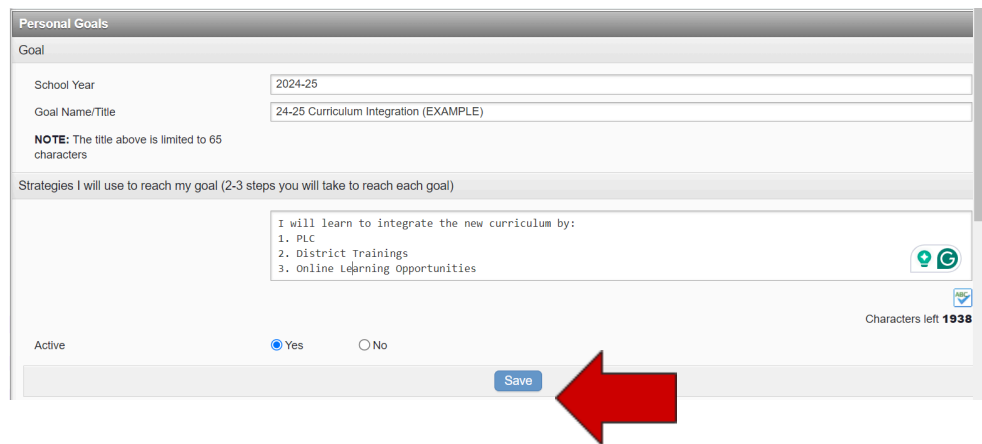 Personal Goals
Goal
School Year
2024-25
Goal Name/Title
24-25 Curriculum Integration (EXAMPLE)
NOTE: The title above is limited to 65
characters
Strategies I will use to reach my goal (2-3 steps you will take to reach each goal)
I will learn to integrate the new curriculum by:
1. PLC
2. District Trainings
3. Online Learning Opportunities
ABC
Characters left 1938
Active
Yes
No
Save